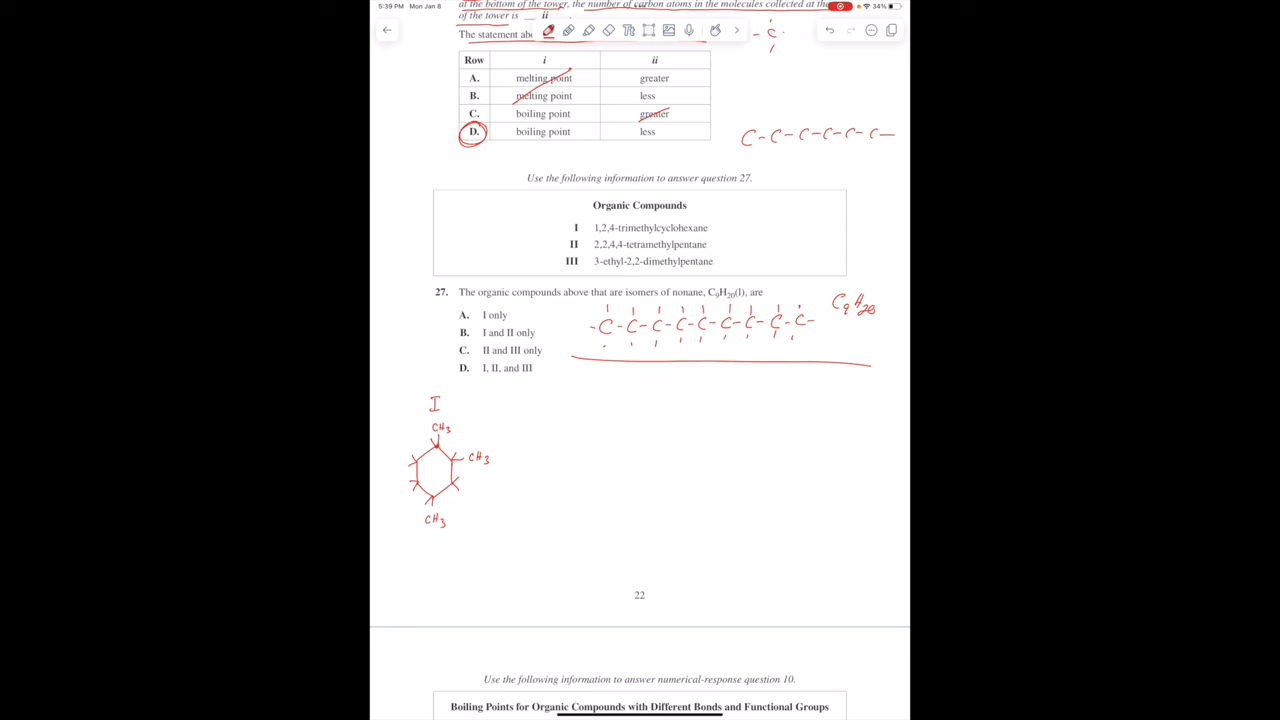 5:39 PM Mon Jan 8
34%
at the bottom of the tower, the number of carbon atoms in the molecules collected at the
of the tower is ii .
The statement abo
- C
Row i ii
A. melting point greater
B. melting point less
C. boiling point greater
D. boiling point less
C-C-C-C-C-C-
Use the following information to answer question 27.
Organic Compounds
I 1,2,4-trimethylcyclohexane
II 2,2,4,4-tetramethylpentane
III 3-ethyl-2,2-dimethylpentane
27. The organic compounds above that are isomers of nonane, C₉H₂₀(l), are
A. I only
B. I and II only
C. II and III only
D. I, II, and III
-C-C-C-C-C-C-C-C-C-
C₉H₂₀
I
CH₃
CH₃
CH₃
22
Use the following information to answer numerical-response question 10.
Boiling Points for Organic Compounds with Different Bonds and Functional Groups